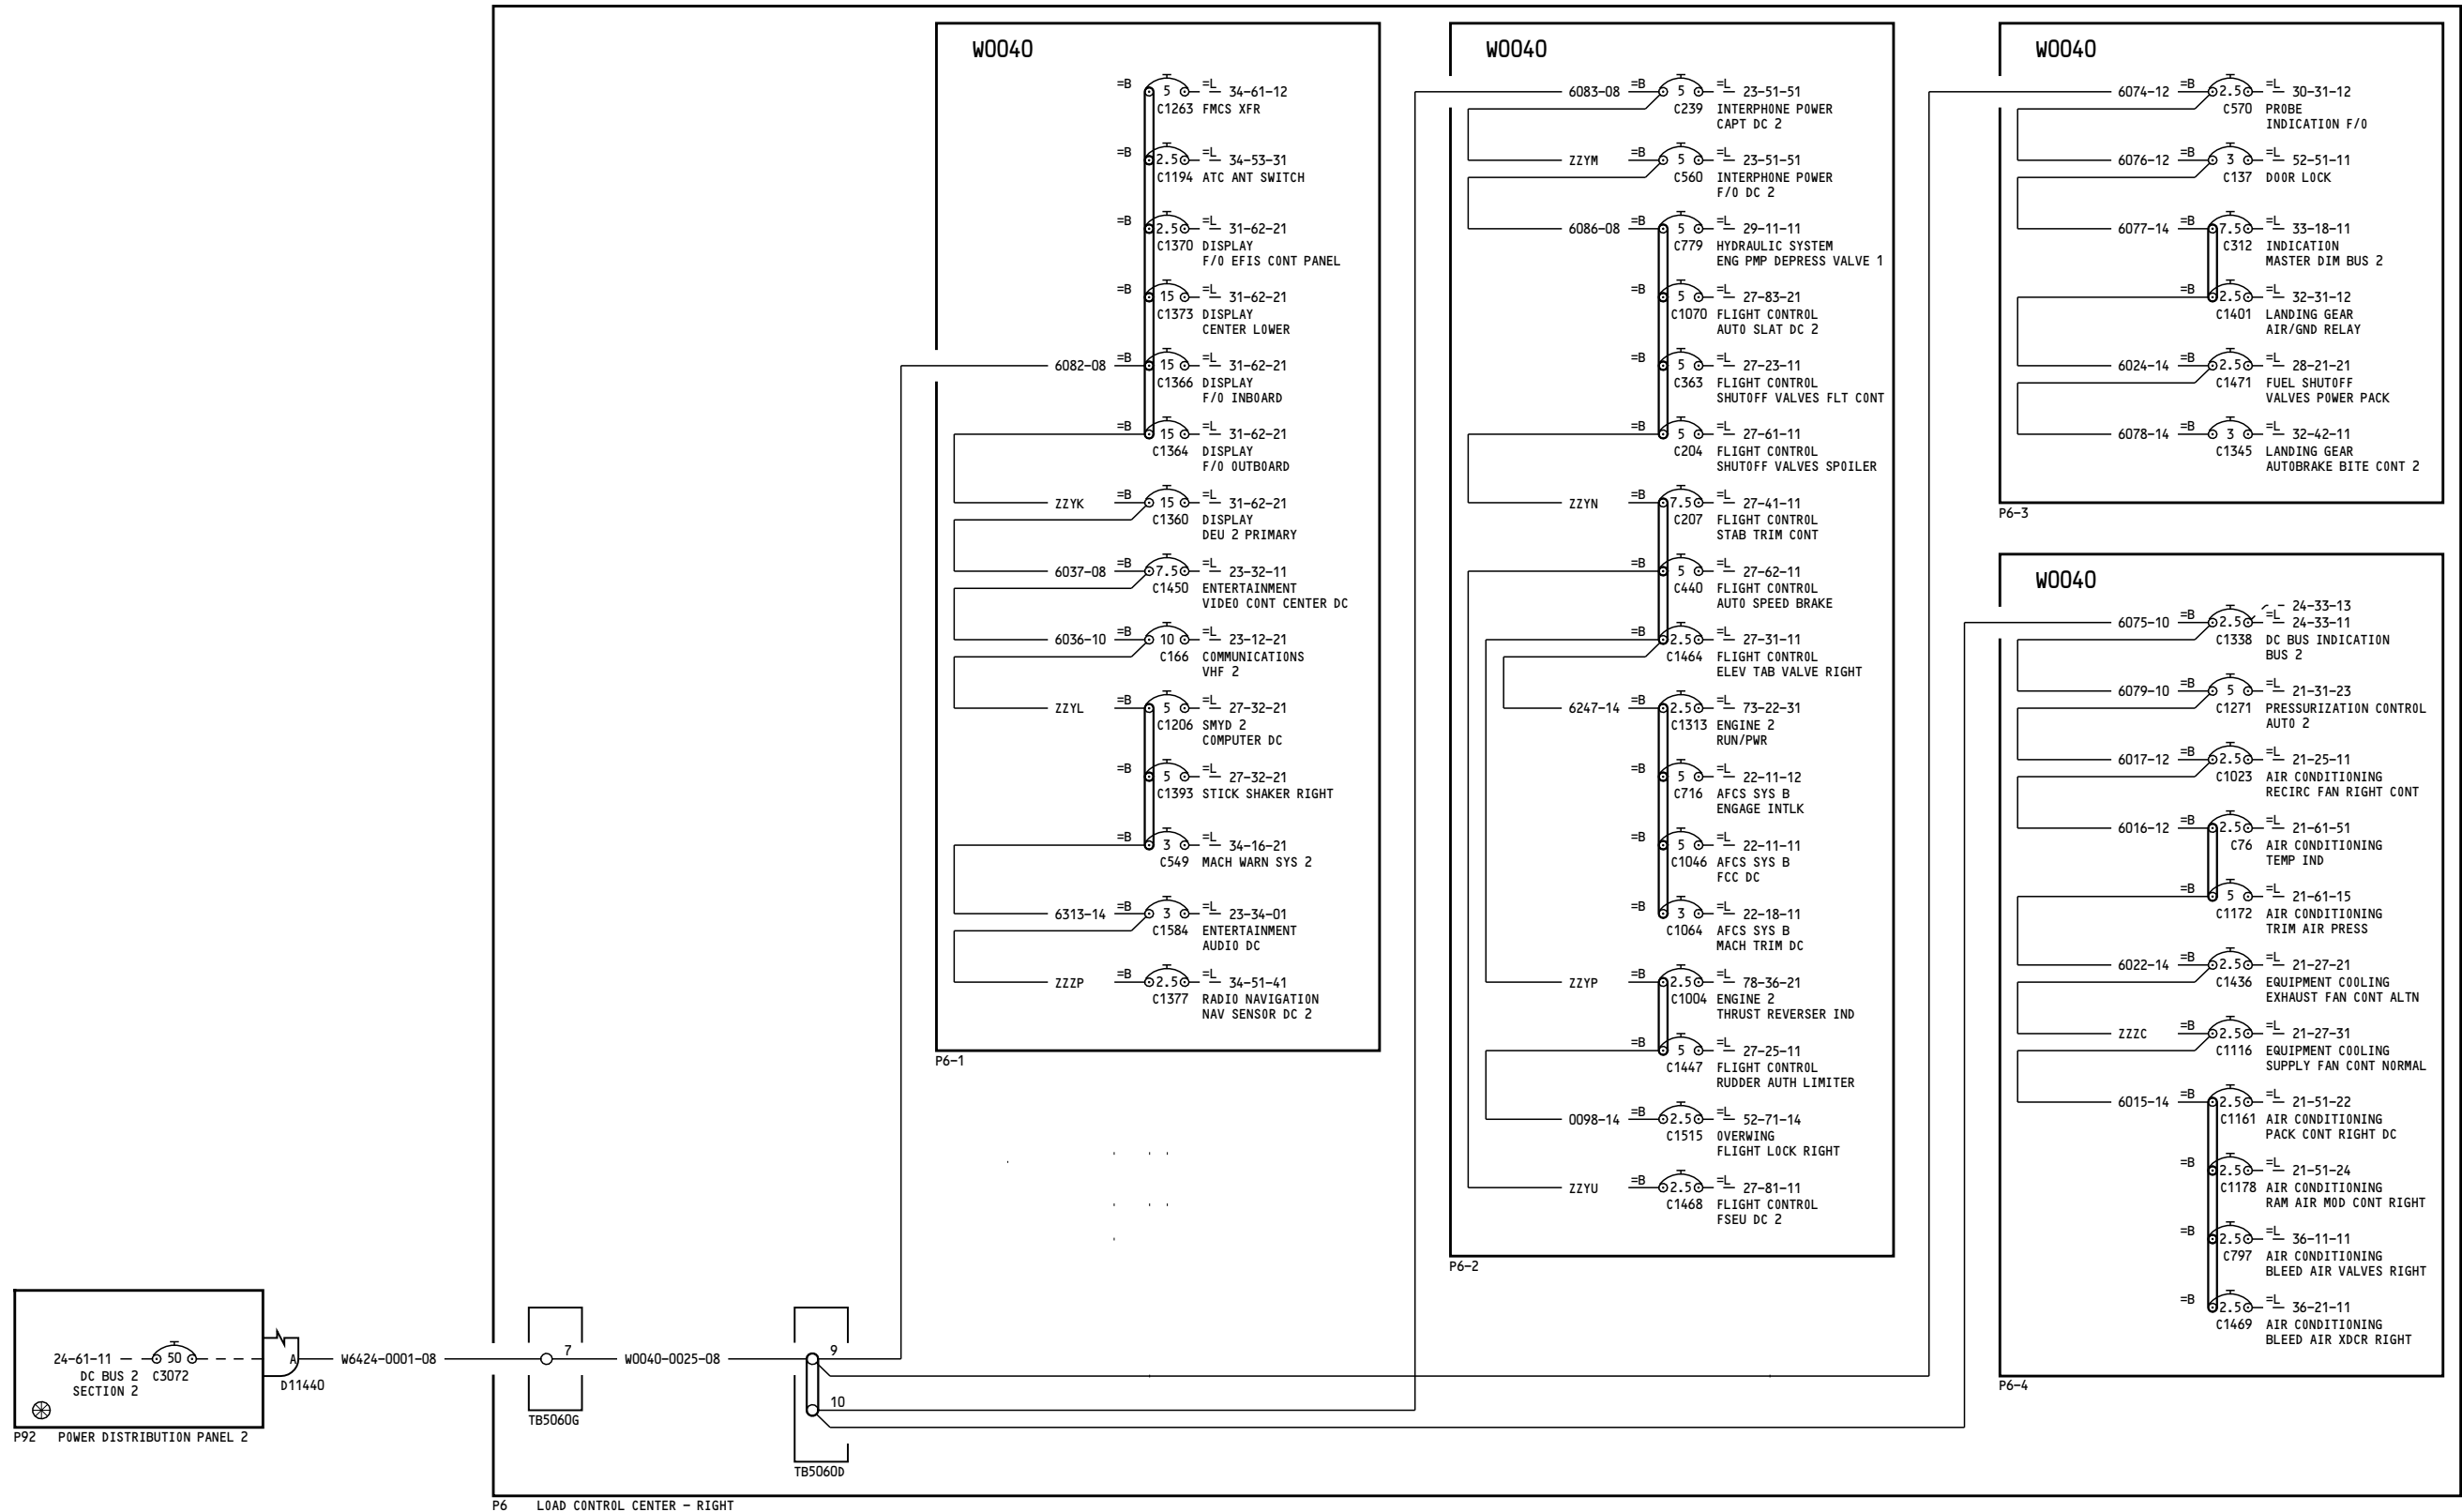 W0040
=B 5 =L 34-61-12
C1263 FMCS XFR
=B 2.5 =L 34-53-31
C1194 ATC ANT SWITCH
=B 2.5 =L 31-62-21
C1370 DISPLAY
F/O EFIS CONT PANEL
=B 15 =L 31-62-21
C1373 DISPLAY
CENTER LOWER
6082-08 =B 15 =L 31-62-21
C1366 DISPLAY
F/O INBOARD
=B 15 =L 31-62-21
C1364 DISPLAY
F/O OUTBOARD
ZZYK =B 15 =L 31-62-21
C1360 DISPLAY
DEU 2 PRIMARY
6037-08 =B 7.5 =L 23-32-11
C1450 ENTERTAINMENT
VIDEO CONT CENTER DC
6036-10 =B 10 =L 23-12-21
C166 COMMUNICATIONS
VHF 2
ZZYL =B 5 =L 27-32-21
C1206 SMYD 2
COMPUTER DC
=B 5 =L 27-32-21
C1393 STICK SHAKER RIGHT
=B 3 =L 34-16-21
C549 MACH WARN SYS 2
6313-14 =B 3 =L 23-34-01
C1584 ENTERTAINMENT
AUDIO DC
ZZZP =B 2.5 =L 34-51-41
C1377 RADIO NAVIGATION
NAV SENSOR DC 2
P6-1
W0040
6083-08 =B 5 =L 23-51-51
C239 INTERPHONE POWER
CAPT DC 2
ZZYM =B 5 =L 23-51-51
C560 INTERPHONE POWER
F/O DC 2
6086-08 =B 5 =L 29-11-11
C779 HYDRAULIC SYSTEM
ENG PMP DEPRESS VALVE 1
=B 5 =L 27-83-21
C1070 FLIGHT CONTROL
AUTO SLAT DC 2
=B 5 =L 27-23-11
C363 FLIGHT CONTROL
SHUTOFF VALVES FLT CONT
=B 5 =L 27-61-11
C204 FLIGHT CONTROL
SHUTOFF VALVES SPOILER
ZZYN =B 7.5 =L 27-41-11
C207 FLIGHT CONTROL
STAB TRIM CONT
=B 5 =L 27-62-11
C440 FLIGHT CONTROL
AUTO SPEED BRAKE
=B 2.5 =L 27-31-11
C1464 FLIGHT CONTROL
ELEV TAB VALVE RIGHT
6247-14 =B 2.5 =L 73-22-31
C1313 ENGINE 2
RUN/PWR
=B 5 =L 22-11-12
C716 AFCS SYS B
ENGAGE INTLK
=B 5 =L 22-11-11
C1046 AFCS SYS B
FCC DC
=B 3 =L 22-18-11
C1064 AFCS SYS B
MACH TRIM DC
ZZYP =B 2.5 =L 78-36-21
C1004 ENGINE 2
THRUST REVERSER IND
=B 5 =L 27-25-11
C1447 FLIGHT CONTROL
RUDDER AUTH LIMITER
0098-14 =B 2.5 =L 52-71-14
C1515 OVERWING
FLIGHT LOCK RIGHT
ZZYU =B 2.5 =L 27-81-11
C1468 FLIGHT CONTROL
FSEU DC 2
P6-2
W0040
6074-12 =B 2.5 =L 30-31-12
C570 PROBE
INDICATION F/O
6076-12 =B 3 =L 52-51-11
C137 DOOR LOCK
6077-14 =B 7.5 =L 33-18-11
C312 INDICATION
MASTER DIM BUS 2
=B 2.5 =L 32-31-12
C1401 LANDING GEAR
AIR/GND RELAY
6024-14 =B 2.5 =L 28-21-21
C1471 FUEL SHUTOFF
VALVES POWER PACK
6078-14 =B 3 =L 32-42-11
C1345 LANDING GEAR
AUTOBRAKE BITE CONT 2
P6-3
W0040
24-33-13
6075-10 =B 2.5 =L 24-33-11
C1338 DC BUS INDICATION
BUS 2
6079-10 =B 5 =L 21-31-23
C1271 PRESSURIZATION CONTROL
AUTO 2
6017-12 =B 2.5 =L 21-25-11
C1023 AIR CONDITIONING
RECIRC FAN RIGHT CONT
6016-12 =B 2.5 =L 21-61-51
C76 AIR CONDITIONING
TEMP IND
=B 5 =L 21-61-15
C1172 AIR CONDITIONING
TRIM AIR PRESS
6022-14 =B 2.5 =L 21-27-21
C1436 EQUIPMENT COOLING
EXHAUST FAN CONT ALTN
ZZZC =B 2.5 =L 21-27-31
C1116 EQUIPMENT COOLING
SUPPLY FAN CONT NORMAL
6015-14 =B 2.5 =L 21-51-22
C1161 AIR CONDITIONING
PACK CONT RIGHT DC
=B 2.5 =L 21-51-24
C1178 AIR CONDITIONING
RAM AIR MOD CONT RIGHT
=B 2.5 =L 36-11-11
C797 AIR CONDITIONING
BLEED AIR VALVES RIGHT
=B 2.5 =L 36-21-11
C1469 AIR CONDITIONING
BLEED AIR XDCR RIGHT
P6-4
24-61-11 50 A W6424-0001-08 7 W0040-0025-08 9
DC BUS 2 C3072
SECTION 2
D11440
10
TB5060G
P92 POWER DISTRIBUTION PANEL 2
TB5060D
P6 LOAD CONTROL CENTER - RIGHT